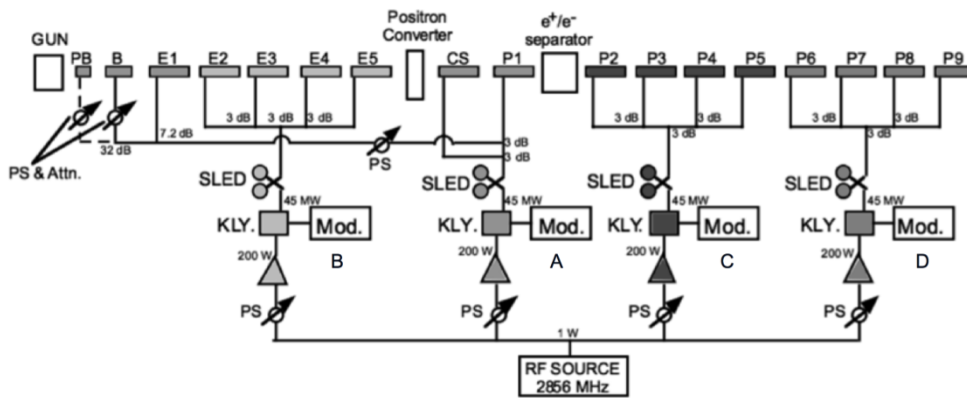 GUN
PB
B
E1
E2
E3
E4
E5
Positron
Converter
CS
P1
e+/e-
separator
P2
P3
P4
P5
P6
P7
P8
P9
3 dB
3 dB
3 dB
3 dB
3 dB
3 dB
3 dB
3 dB
3 dB
3 dB
3 dB
7.2 dB
32 dB
PS
PS & Attn.
SLED
SLED
SLED
SLED
45 MW
45 MW
45 MW
45 MW
KLY.
Mod.
KLY.
Mod.
KLY.
Mod.
KLY.
Mod.
200 W
B
200 W
A
200W
C
200W
D
PS
PS
PS
PS
1 W
RF SOURCE
2856 MHz